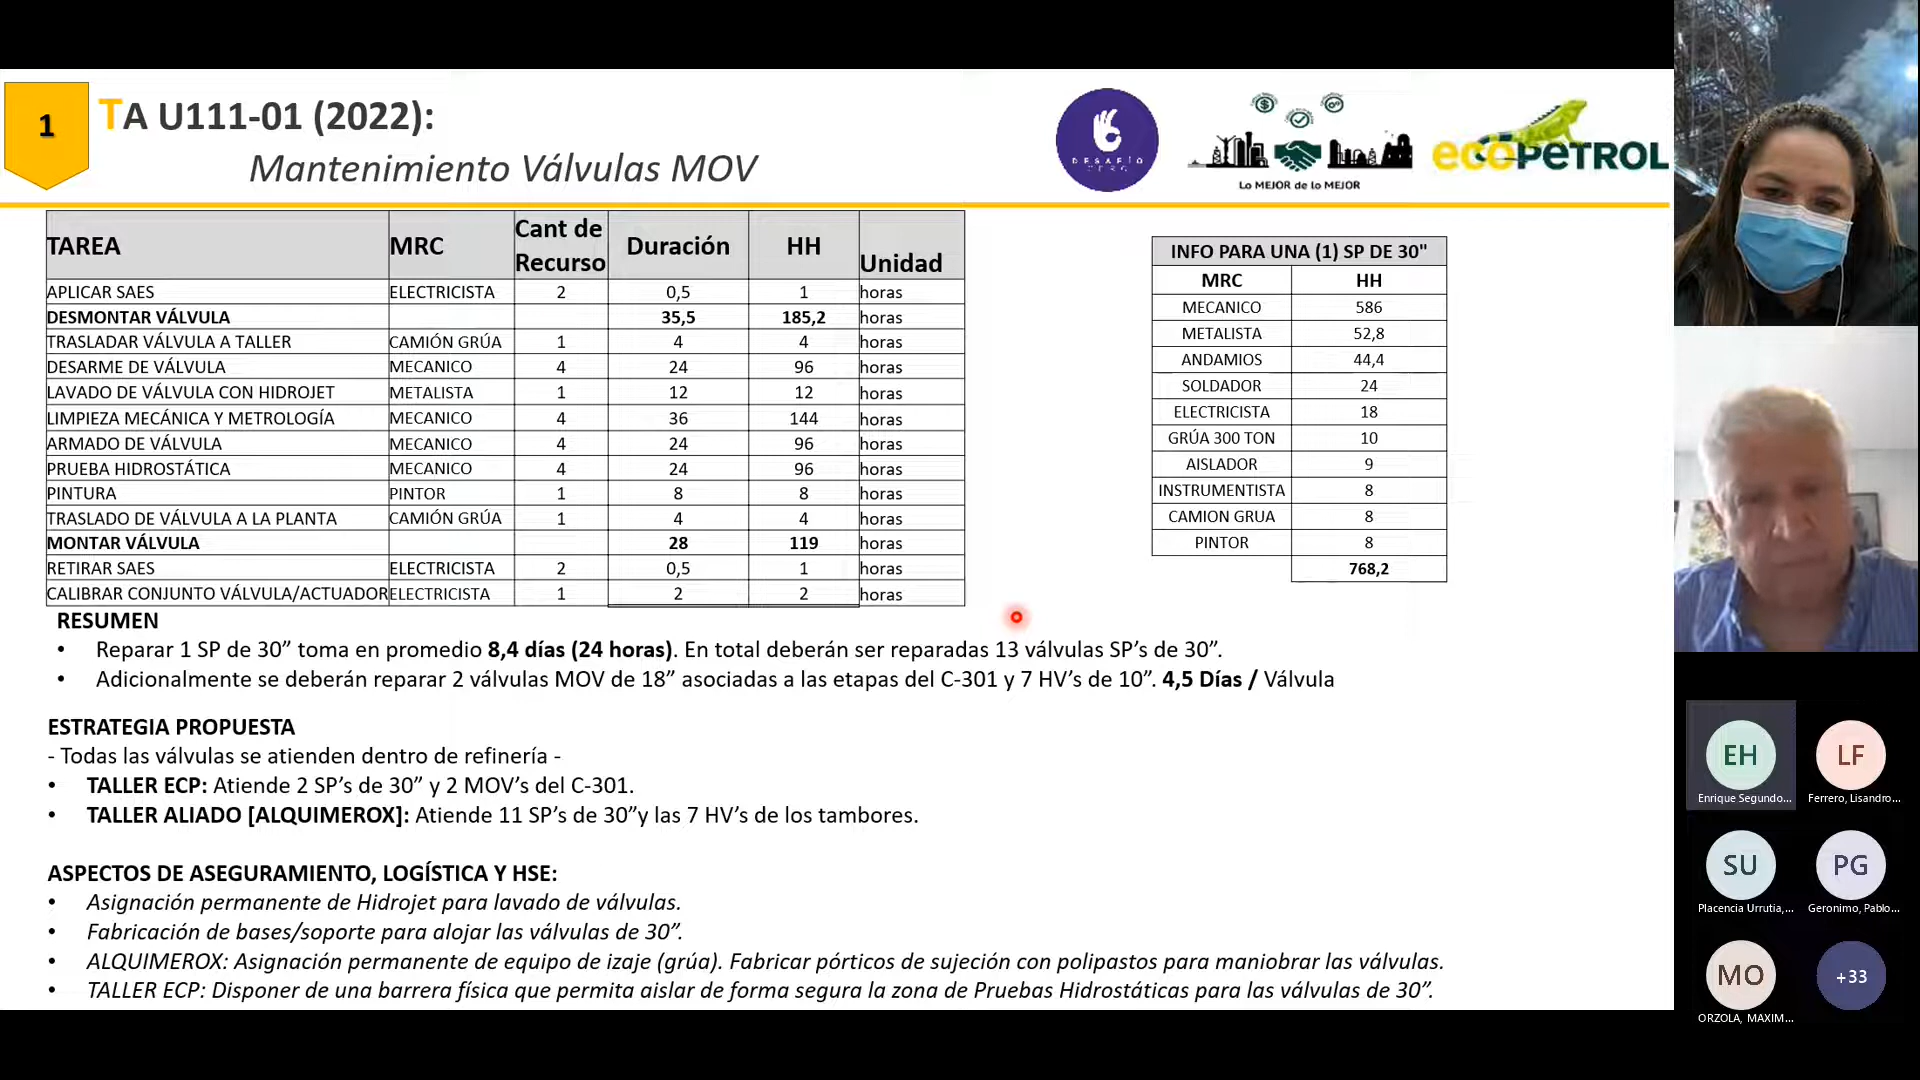 1
TA U111-01 (2022):
Mantenimiento Válvulas MOV
DESAFÍO
Lo MEJOR de lo MEJOR
ecoPETROL
TAREA MRC Cant de Recurso Duración HH Unidad
APLICAR SAES ELECTRICISTA 2 0,5 1 horas
DESMONTAR VÁLVULA 35,5 185,2 horas
TRASLADAR VÁLVULA A TALLER CAMIÓN GRÚA 1 4 4 horas
DESARME DE VÁLVULA MECANICO 4 24 96 horas
LAVADO DE VÁLVULA CON HIDROJET METALISTA 1 12 12 horas
LIMPIEZA MECÁNICA Y METROLOGÍA MECANICO 4 36 144 horas
ARMADO DE VÁLVULA MECANICO 4 24 96 horas
PRUEBA HIDROSTÁTICA MECANICO 4 24 96 horas
PINTURA PINTOR 1 8 8 horas
TRASLADO DE VÁLVULA A LA PLANTA CAMIÓN GRÚA 1 4 4 horas
MONTAR VÁLVULA 28 119 horas
RETIRAR SAES ELECTRICISTA 2 0,5 1 horas
CALIBRAR CONJUNTO VÁLVULA/ACTUADOR ELECTRICISTA 1 2 2 horas
INFO PARA UNA (1) SP DE 30"
MRC HH
MECANICO 586
METALISTA 52,8
ANDAMIOS 44,4
SOLDADOR 24
ELECTRICISTA 18
GRÚA 300 TON 10
AISLADOR 9
INSTRUMENTISTA 8
CAMION GRUA 8
PINTOR 8
768,2
RESUMEN
• Reparar 1 SP de 30” toma en promedio 8,4 días (24 horas). En total deberán ser reparadas 13 válvulas SP’s de 30”.
• Adicionalmente se deberán reparar 2 válvulas MOV de 18” asociadas a las etapas del C-301 y 7 HV’s de 10”. 4,5 Días / Válvula
ESTRATEGIA PROPUESTA
- Todas las válvulas se atienden dentro de refinería -
• TALLER ECP: Atiende 2 SP’s de 30” y 2 MOV’s del C-301.
• TALLER ALIADO [ALQUIMEROX]: Atiende 11 SP’s de 30”y las 7 HV’s de los tambores.
ASPECTOS DE ASEGURAMIENTO, LOGÍSTICA Y HSE:
• Asignación permanente de Hidrojet para lavado de válvulas.
• Fabricación de bases/soporte para alojar las válvulas de 30”.
• ALQUIMEROX: Asignación permanente de equipo de izaje (grúa). Fabricar pórticos de sujeción con polipastos para maniobrar las válvulas.
• TALLER ECP: Disponer de una barrera física que permita aislar de forma segura la zona de Pruebas Hidrostáticas para las válvulas de 30”.
EH LF
Enrique Segundo... Ferrero, Lisandro...
SU PG
Placencia Urrutia,... Geronimo, Pablo...
MO +33
ORZOLA, MAXIM...